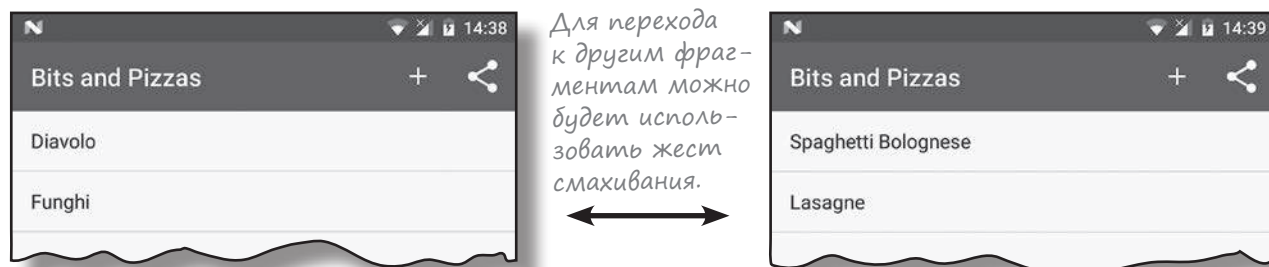 14:38
Bits and Pizzas
+
Diavolo
Funghi
Для перехода
к другим фраг-
ментам можно
будет исполь-
зовать жест
смахивания.
14:39
Bits and Pizzas
+
Spaghetti Bolognese
Lasagne